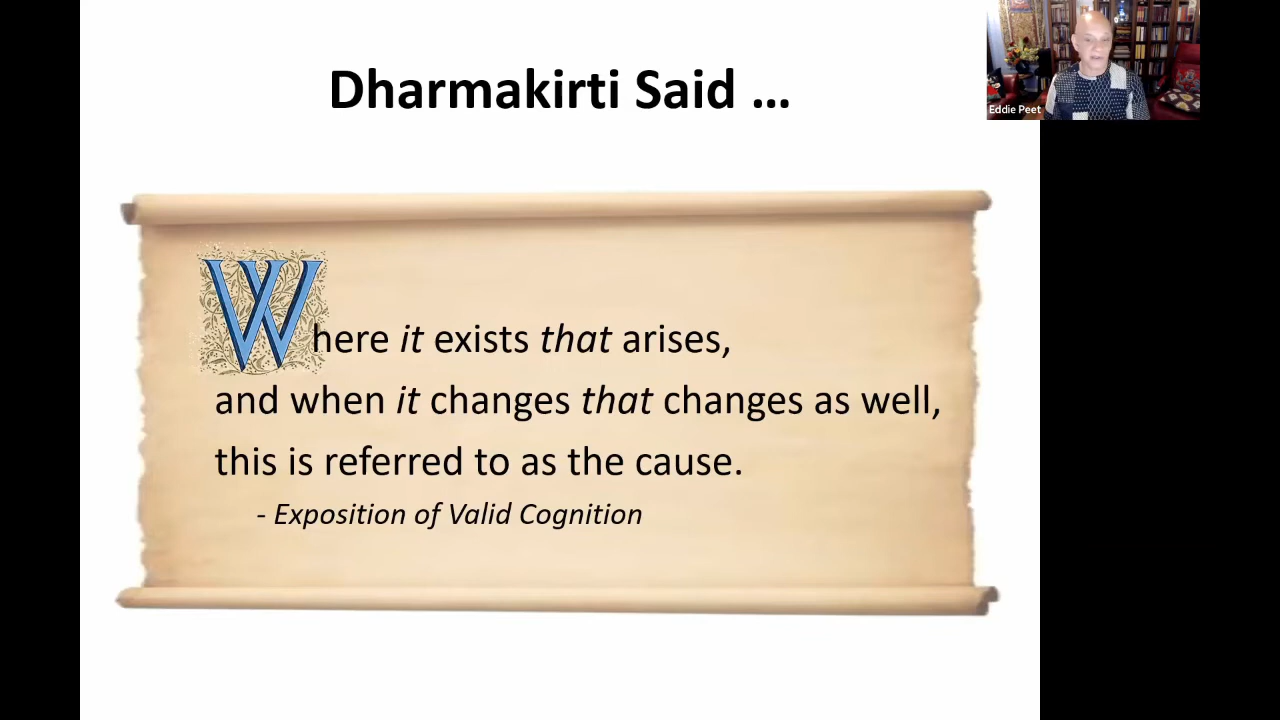 Dharmakirti Said ...
Eddie Peet
Where it exists that arises,
and when it changes that changes as well,
this is referred to as the cause.
- Exposition of Valid Cognition